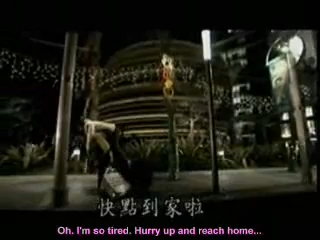 快點到家啦
Oh. I'm so tired. Hurry up and reach home...